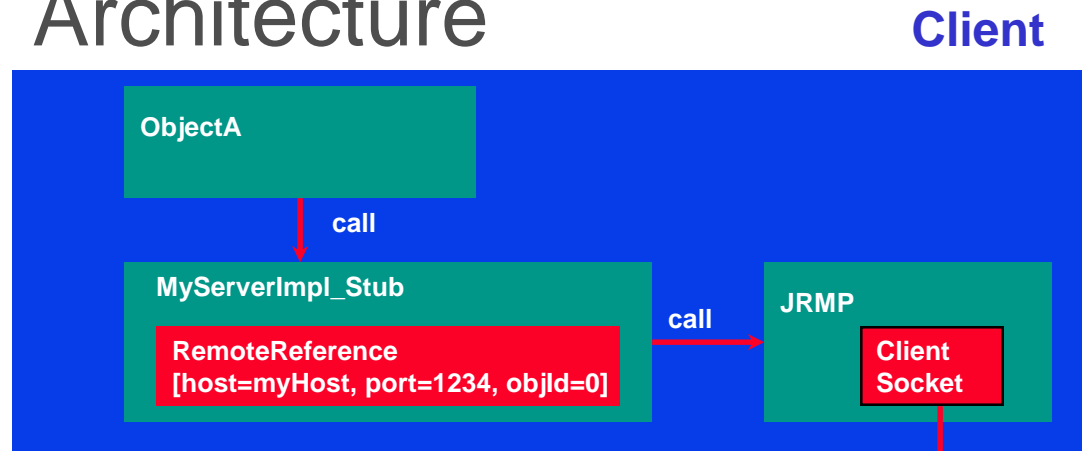 Architecture
Client
ObjectA
call
MyServerImpl_Stub
RemoteReference
[host=myHost, port=1234, objId=0]
call
JRMP
Client
Socket